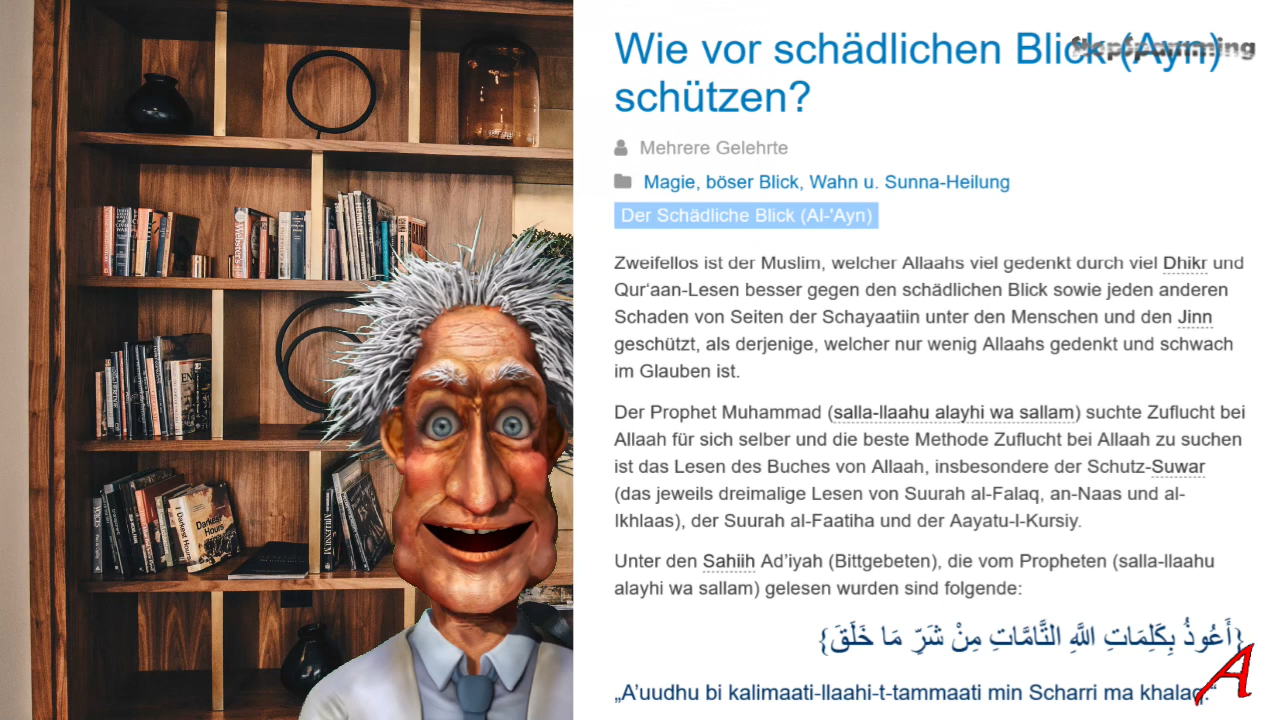 Wie vor schädlichen Blick (Ayn)
schützen?
Mehrere Gelehrte
Magie, böser Blick, Wahn u. Sunna-Heilung
Der Schädliche Blick (Al-'Ayn)
Zweifellos ist der Muslim, welcher Allaahs viel gedenkt durch viel Dhikr und
Qur‘aan-Lesen besser gegen den schädlichen Blick sowie jeden anderen
Schaden von Seiten der Schayaatiin unter den Menschen und den Jinn
geschützt, als derjenige, welcher nur wenig Allaahs gedenkt und schwach
im Glauben ist.
Der Prophet Muhammad (salla-llaahu alayhi wa sallam) suchte Zuflucht bei
Allaah für sich selber und die beste Methode Zuflucht bei Allaah zu suchen
ist das Lesen des Buches von Allaah, insbesondere der Schutz-Suwar
(das jeweils dreimalige Lesen von Suurah al-Falaq, an-Naas und al-
Ikhlaas), der Suurah al-Faatiha und der Aayatu-l-Kursiy.
Unter den Sahiih Ad’iyah (Bittgebeten), die vom Propheten (salla-llaahu
alayhi wa sallam) gelesen wurden sind folgende:
{أَعُوذُ بِكَلِمَاتِ اللَّهِ التَّامَّاتِ مِنْ شَرِّ مَا خَلَقَ}
„A’uudhu bi kalimaati-llaahi-t-tammaati min Scharri ma khalaq.“
A
Darkest
Hours
MILLENNIUM